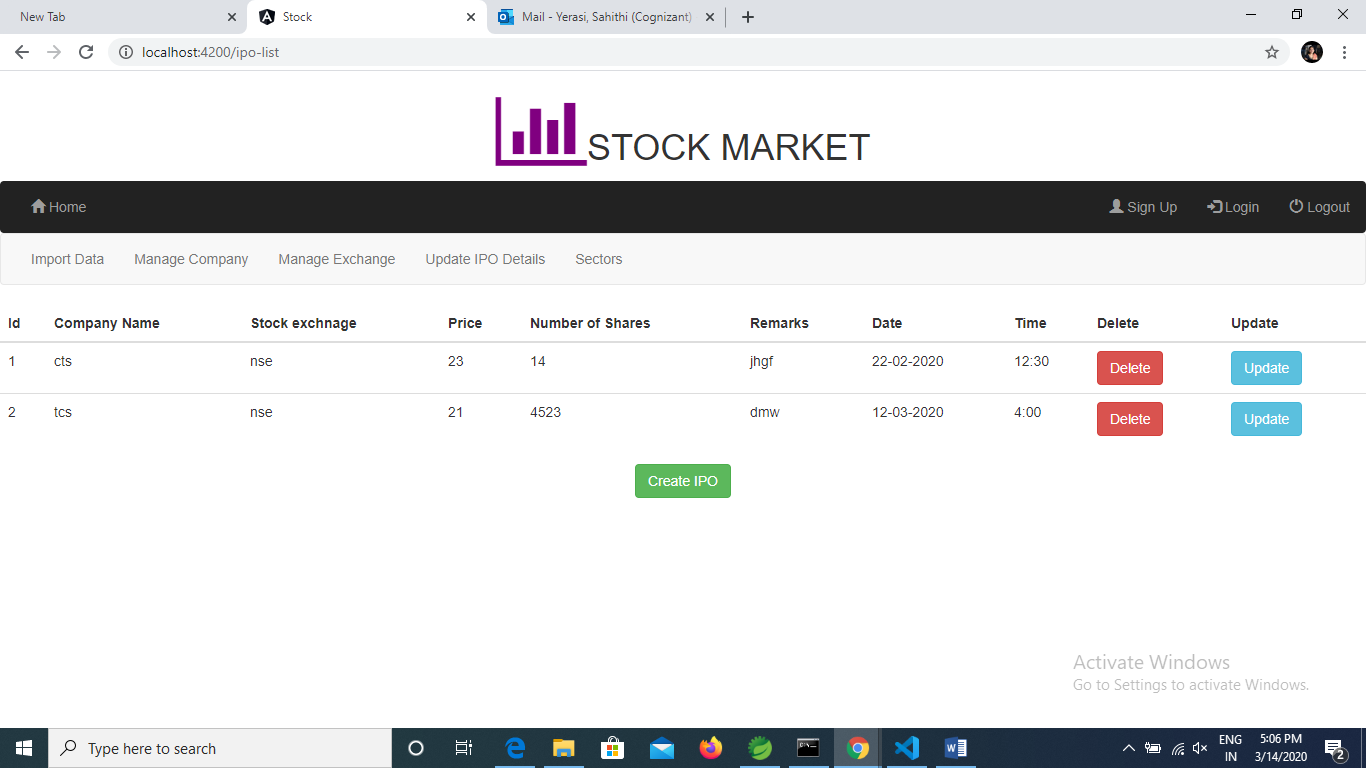 New Tab
Stock
Mail - Yerasi, Sahithi (Cognizant)
localhost:4200/ipo-list
STOCK MARKET
Home
Sign Up
Login
Logout
Import Data
Manage Company
Manage Exchange
Update IPO Details
Sectors
Id Company Name Stock exchnage Price Number of Shares Remarks Date Time Delete Update
1 cts nse 23 14 jhgf 22-02-2020 12:30 Delete Update
2 tcs nse 21 4523 dmw 12-03-2020 4:00 Delete Update
Create IPO
Activate Windows
Go to Settings to activate Windows.
Type here to search
ENG
IN
5:06 PM
3/14/2020
2